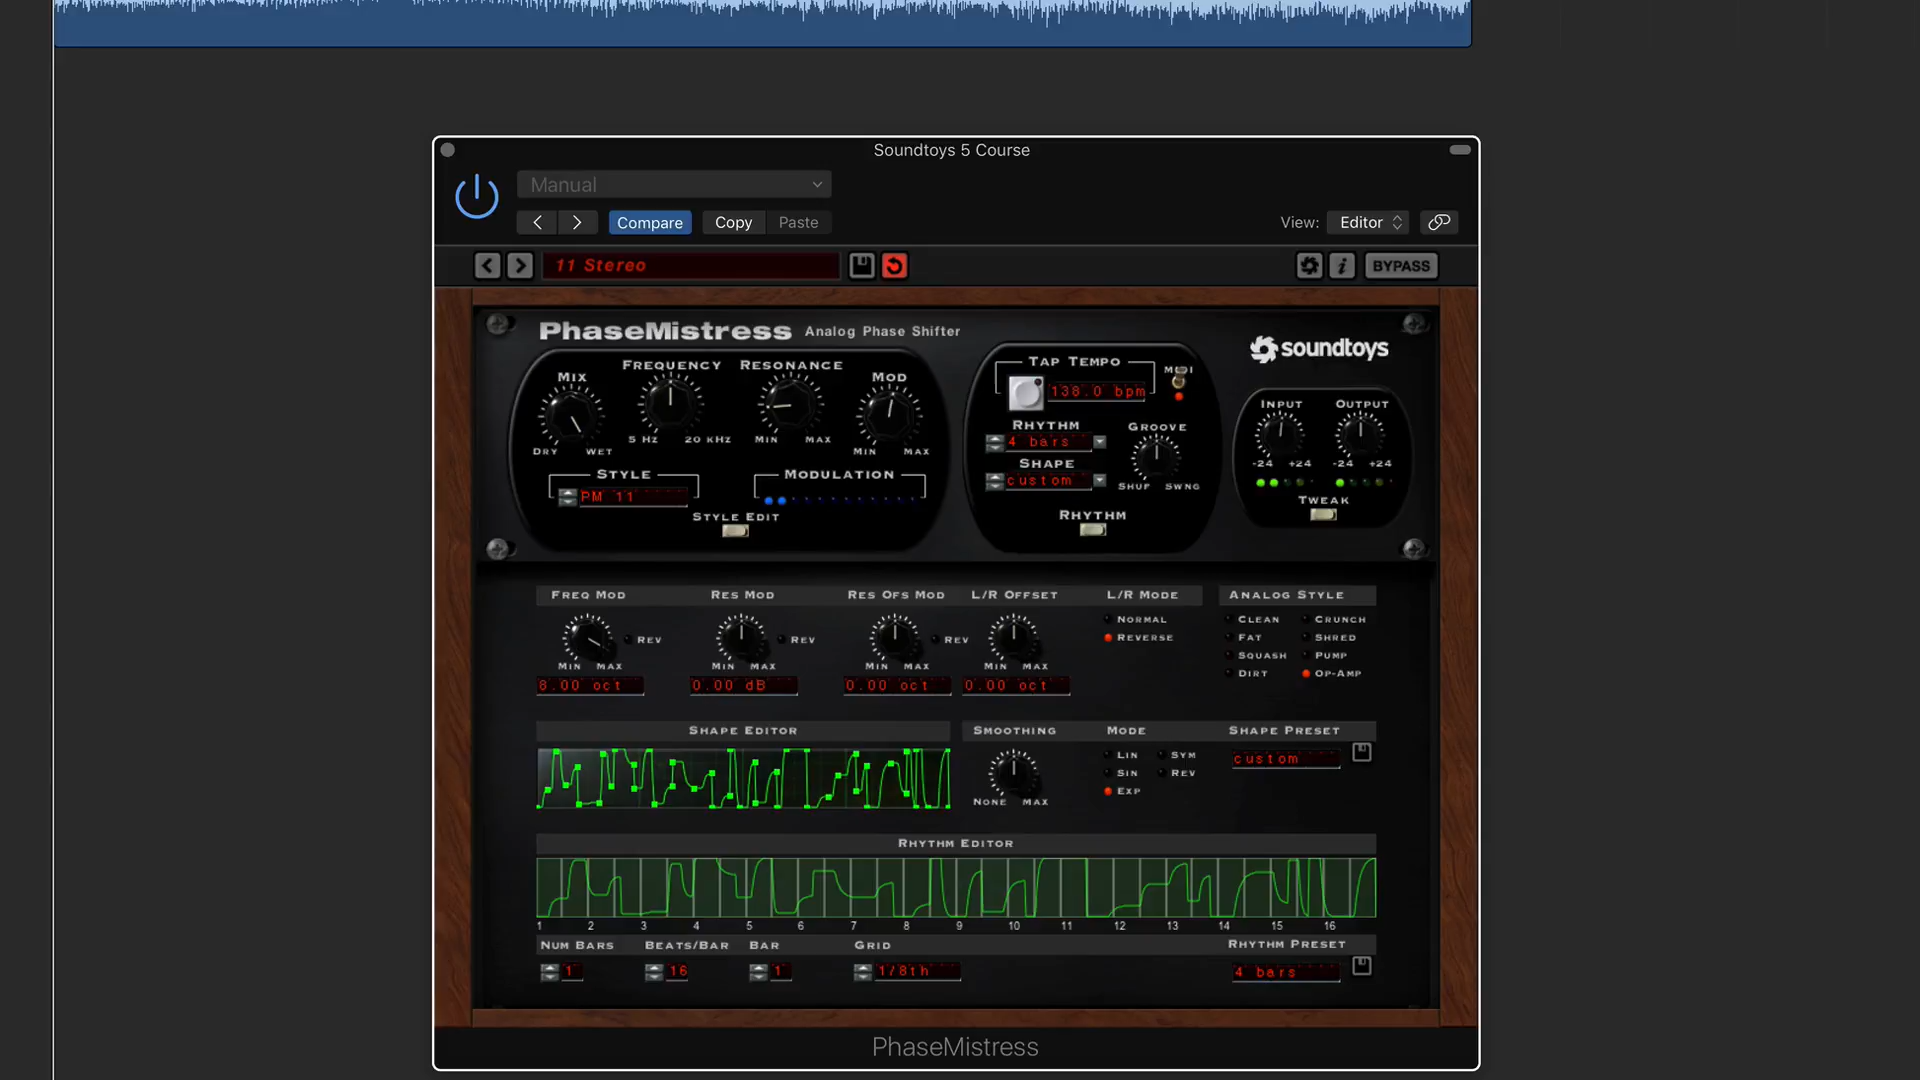 Soundtoys 5 Course
Manual
Compare
Copy
Paste
View: Editor
11 Stereo
BYPASS
PhaseMistress Analog Phase Shifter
soundtoys
MIX
FREQUENCY
RESONANCE
MOD
DRY WET
5 HZ 20 KHZ
MIN MAX
MIN MAX
STYLE
PM 11
MODULATION
STYLE EDIT
TAP TEMPO
138.0 bpm
MIDI
RHYTHM
4 bars
SHAPE
custom
GROOVE
SHUF SWNG
RHYTHM
INPUT OUTPUT
-24 +24 -24 +24
TWEAK
FREQ MOD
RES MOD
RES OFS MOD
L/R OFFSET
L/R MODE
ANALOG STYLE
REV
REV
REV
MIN MAX
MIN MAX
MIN MAX
MIN MAX
8.00 oct
0.00 dB
0.00 oct
0.00 oct
NORMAL
REVERSE
CLEAN CRUNCH
FAT SHRED
SQUASH PUMP
DIRT OP-AMP
SHAPE EDITOR
SMOOTHING
MODE
SHAPE PRESET
NONE MAX
LIN SYM
SIN REV
EXP
custom
RHYTHM EDITOR
1 2 3 4 5 6 7 8 9 10 11 12 13 14 15 16
NUM BARS BEATS/BAR BAR GRID RHYTHM PRESET
1 16 1 1/8th 4 bars
PhaseMistress